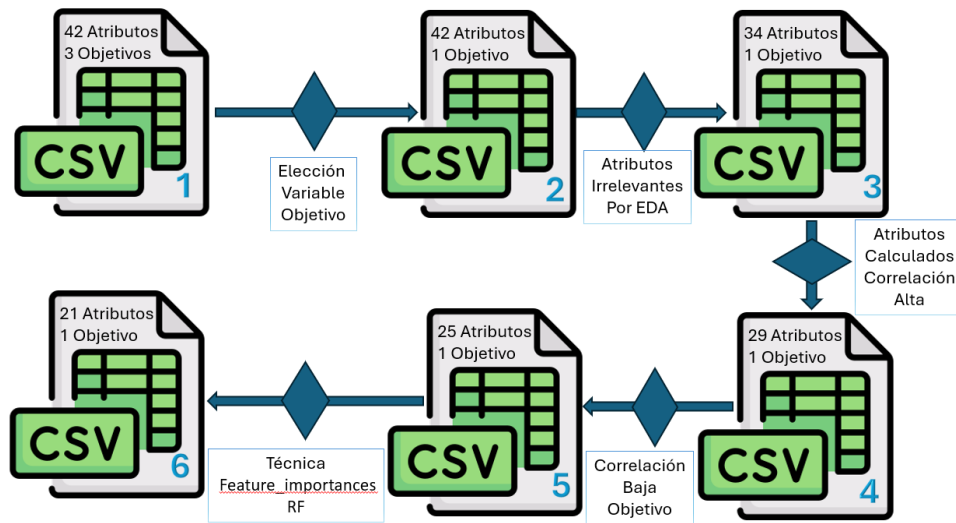 42 Atributos
3 Objetivos
CSV
1
Elección
Variable
Objetivo
42 Atributos
1 Objetivo
CSV
2
Atributos
Irrelevantes
Por EDA
34 Atributos
1 Objetivo
CSV
3
Atributos
Calculados
Correlación
Alta
29 Atributos
1 Objetivo
CSV
4
Correlación
Baja
Objetivo
25 Atributos
1 Objetivo
CSV
5
Técnica
Feature_importances
RF
21 Atributos
1 Objetivo
CSV
6